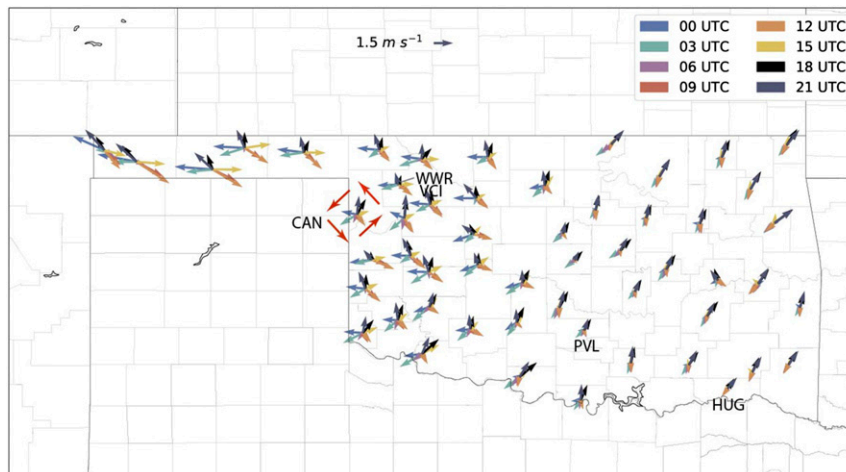 1.5 m s⁻¹
00 UTC
03 UTC
06 UTC
09 UTC
12 UTC
15 UTC
18 UTC
21 UTC
WWR
VCI
CAN
PVL
HUG